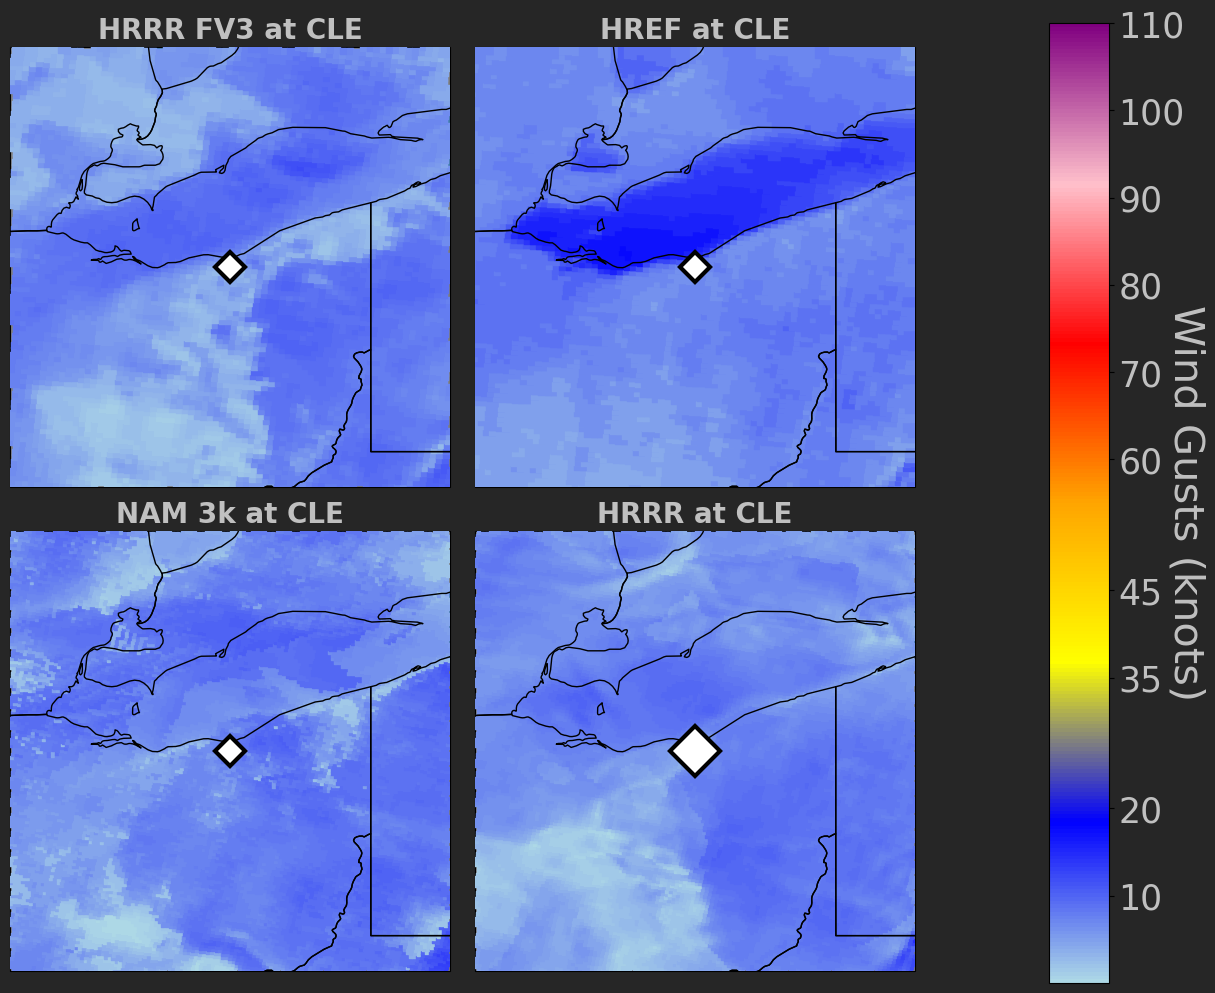 HRRR FV3 at CLE
HREF at CLE
NAM 3k at CLE
HRRR at CLE
110
100
90
80
70
60
45
35
20
10
Wind Gusts (knots)